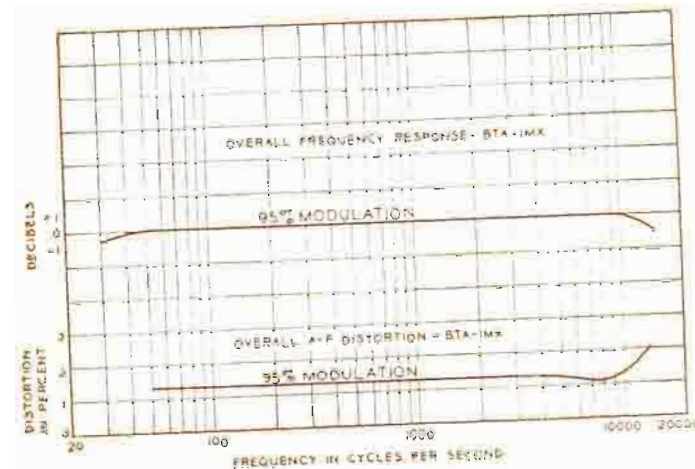 OVERALL FREQUENCY RESPONSE - BTA-1MX
95% MODULATION
DECIBELS
+1
0
-1
OVERALL A-F DISTORTION - BTA-1MX
95% MODULATION
DISTORTION
IN PERCENT
3
2
1
0
20
100
1000
10000
20000
FREQUENCY IN CYCLES PER SECOND